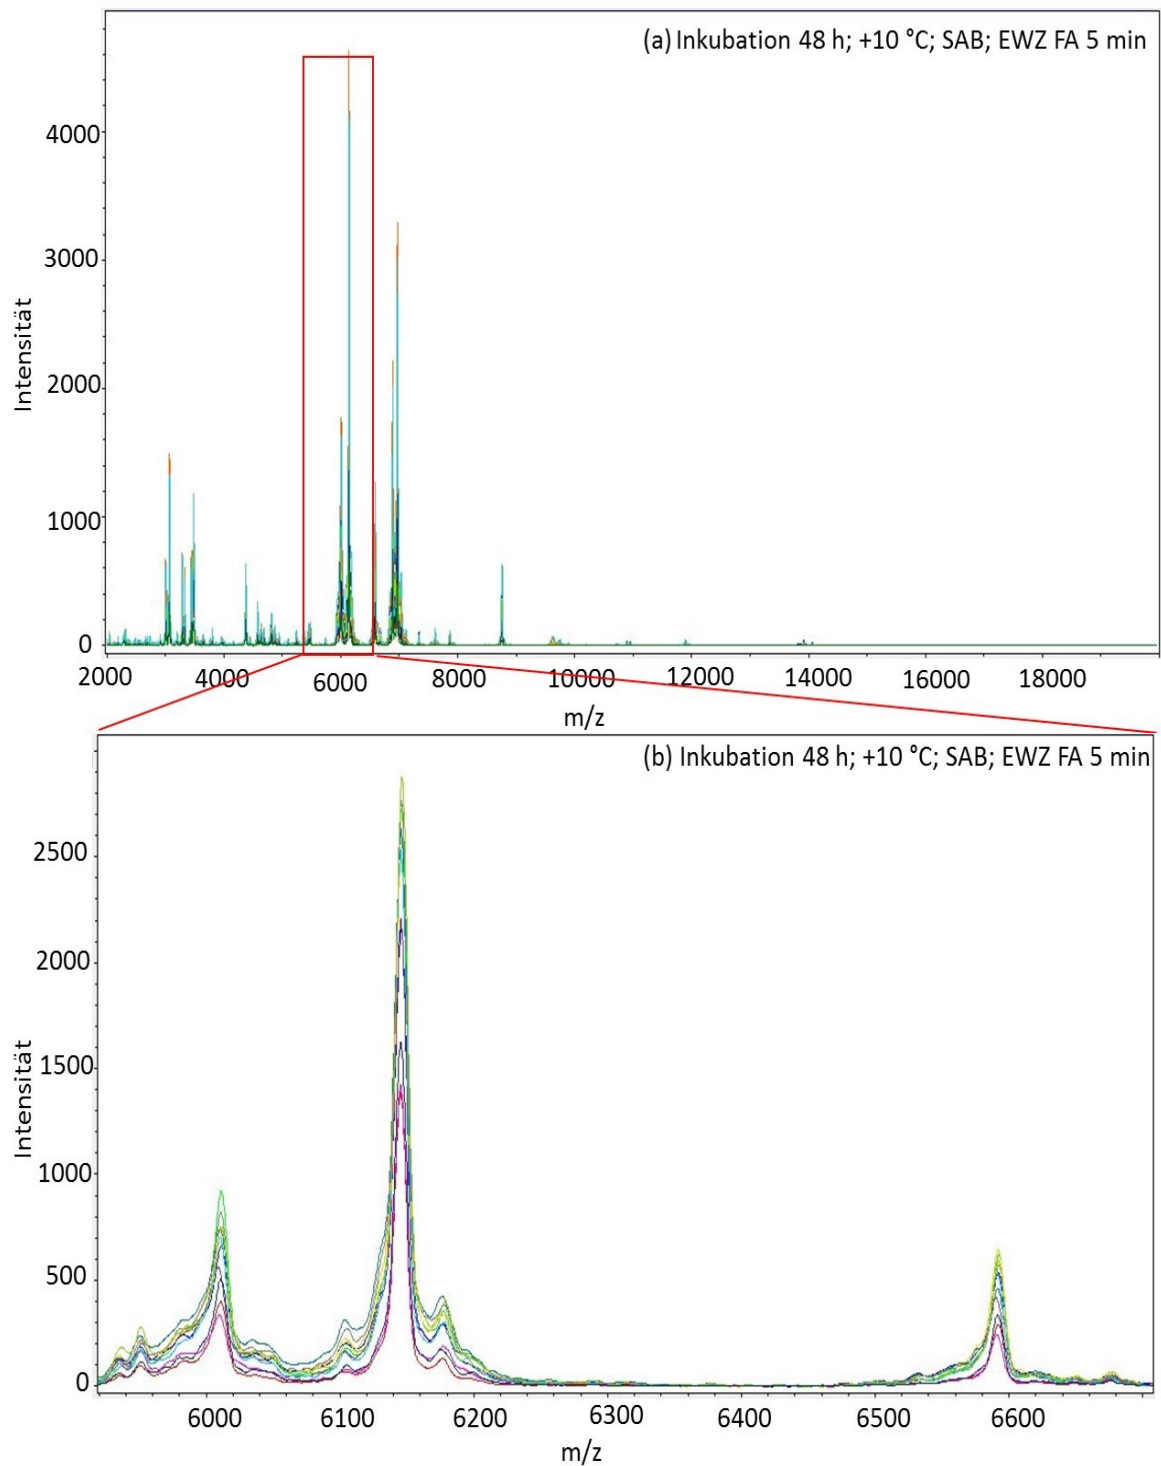 (a) Inkubation 48 h; +10 °C; SAB; EWZ FA 5 min
4000
3000
2000
1000
0
Intensität
2000 4000 6000 8000 10000 12000 14000 16000 18000
m/z
(b) Inkubation 48 h; +10 °C; SAB; EWZ FA 5 min
2500
2000
1500
1000
500
0
Intensität
6000 6100 6200 6300 6400 6500 6600
m/z